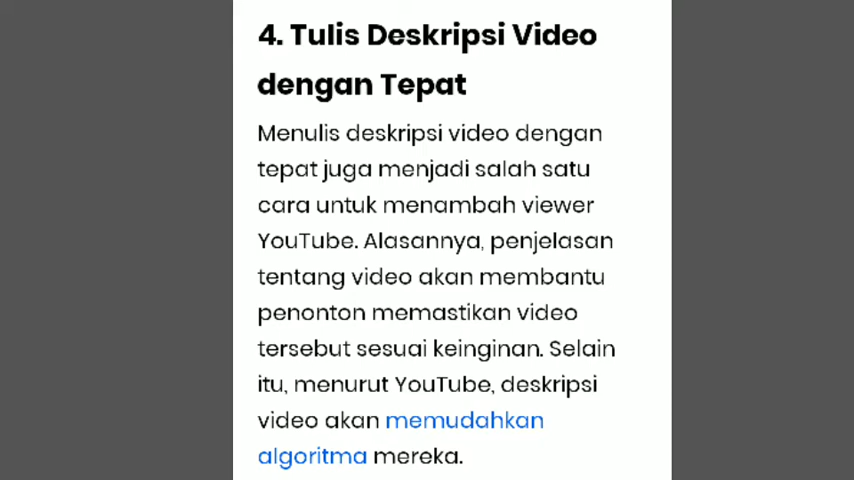 4. Tulis Deskripsi Video
dengan Tepat
Menulis deskripsi video dengan
tepat juga menjadi salah satu
cara untuk menambah viewer
YouTube. Alasannya, penjelasan
tentang video akan membantu
penonton memastikan video
tersebut sesuai keinginan. Selain
itu, menurut YouTube, deskripsi
video akan memudahkan
algoritma mereka.